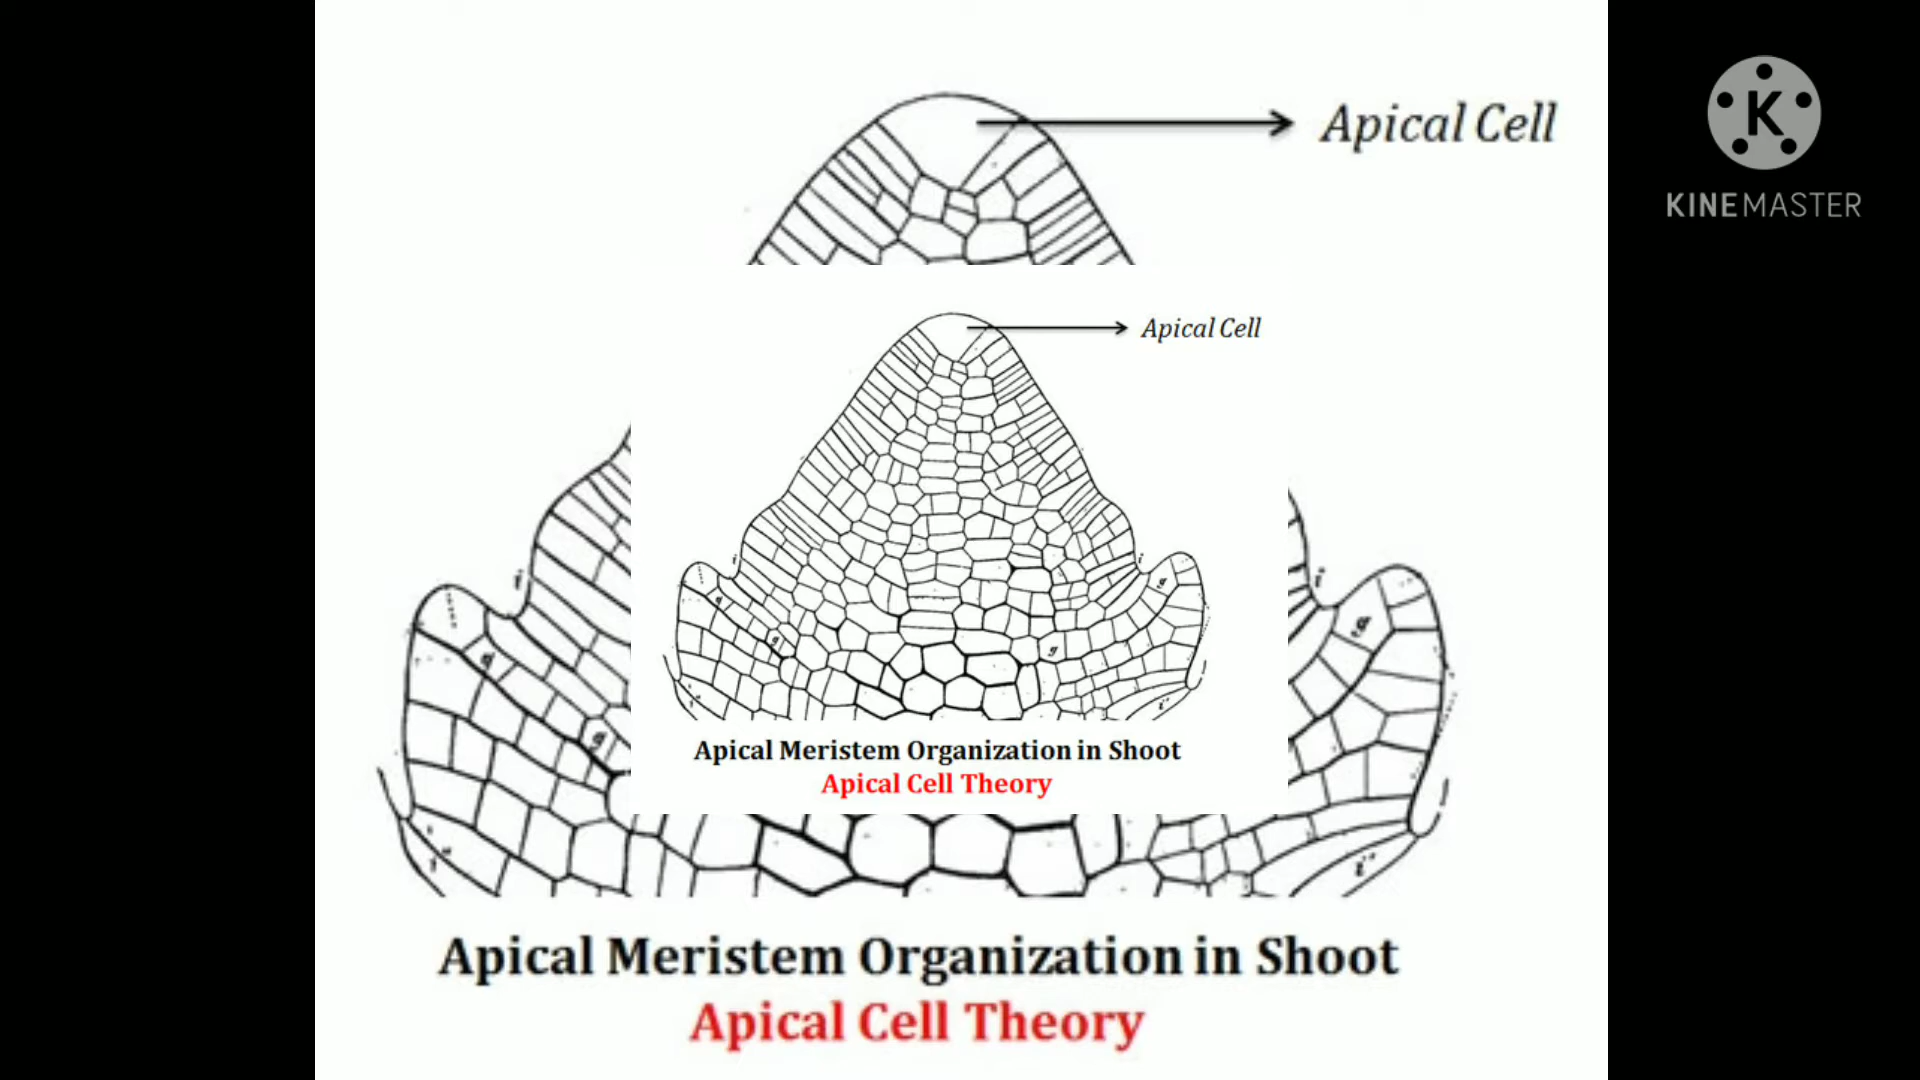 Apical Cell
KINEMASTER
Apical Cell
i
i
i
i
a
a
g
g
g
Apical Meristem Organization in Shoot
Apical Cell Theory
Apical Meristem Organization in Shoot
Apical Cell Theory